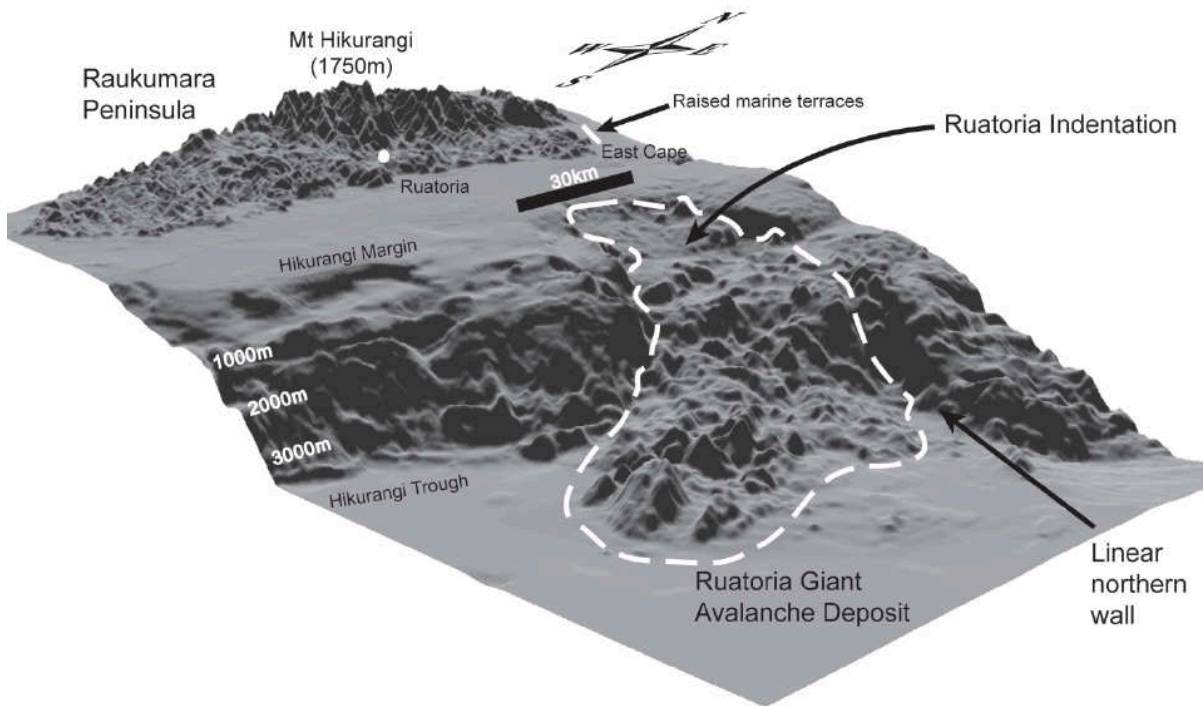 Mt Hikurangi
(1750m)
Raukumara
Peninsula
N
W
E
S
Raised marine terraces
Ruatoria Indentation
East Cape
30km
Ruatoria
Hikurangi Margin
1000m
2000m
3000m
Hikurangi Trough
Ruatoria Giant
Avalanche Deposit
Linear
northern
wall